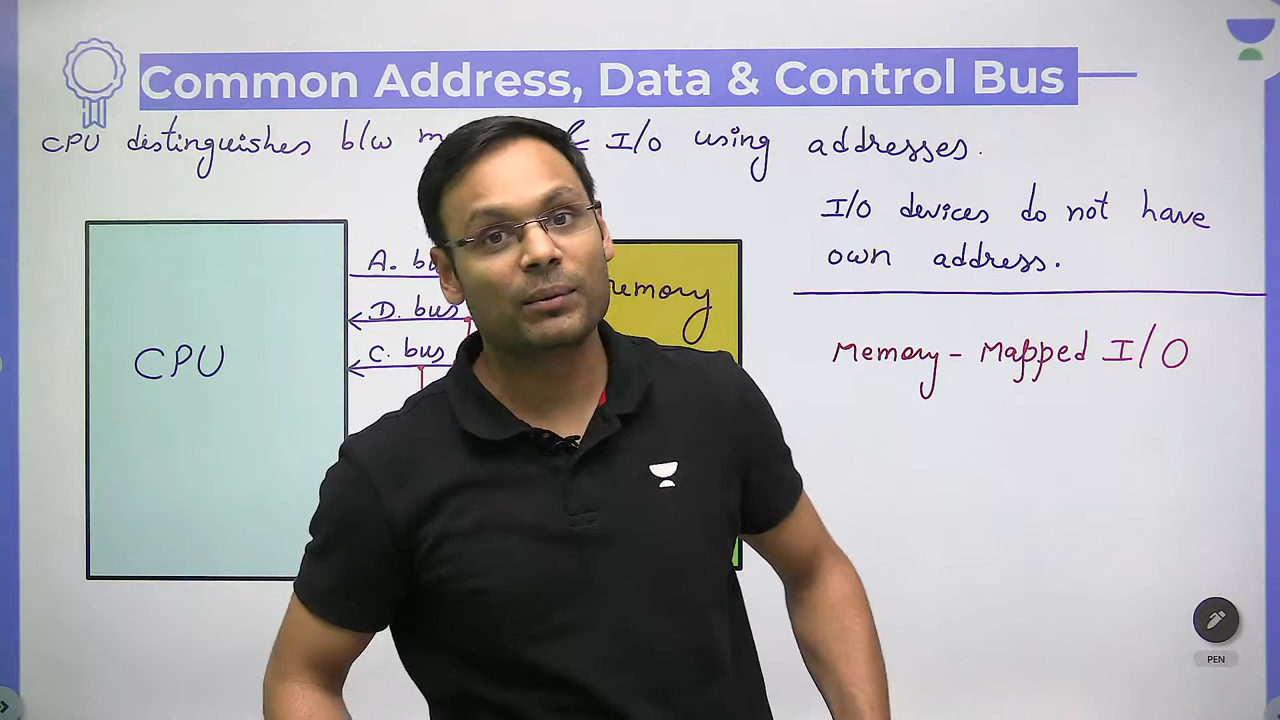 Common Address, Data & Control Bus
CPU distinguishes b/w & I/O using addresses.
I/O devices do not have
own address.
A.
D. bus
C. bus
CPU
memory
Memory - Mapped I/O
PEN